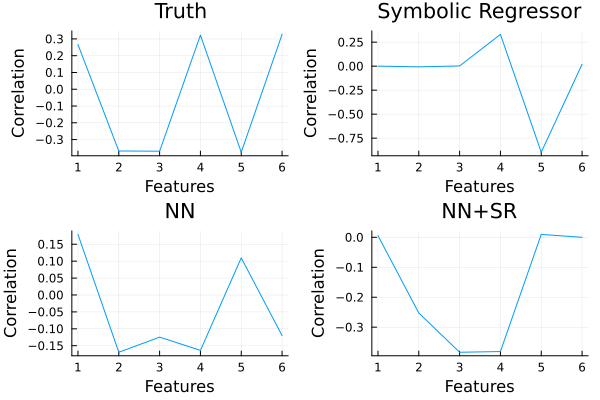 Truth
Correlation
0.3
0.2
0.1
0.0
−0.1
−0.2
−0.3
1 2 3 4 5 6
Features
Symbolic Regressor
Correlation
0.25
0.00
−0.25
−0.50
−0.75
1 2 3 4 5 6
Features
NN
Correlation
0.15
0.10
0.05
0.00
−0.05
−0.10
−0.15
1 2 3 4 5 6
Features
NN+SR
Correlation
0.0
−0.1
−0.2
−0.3
1 2 3 4 5 6
Features